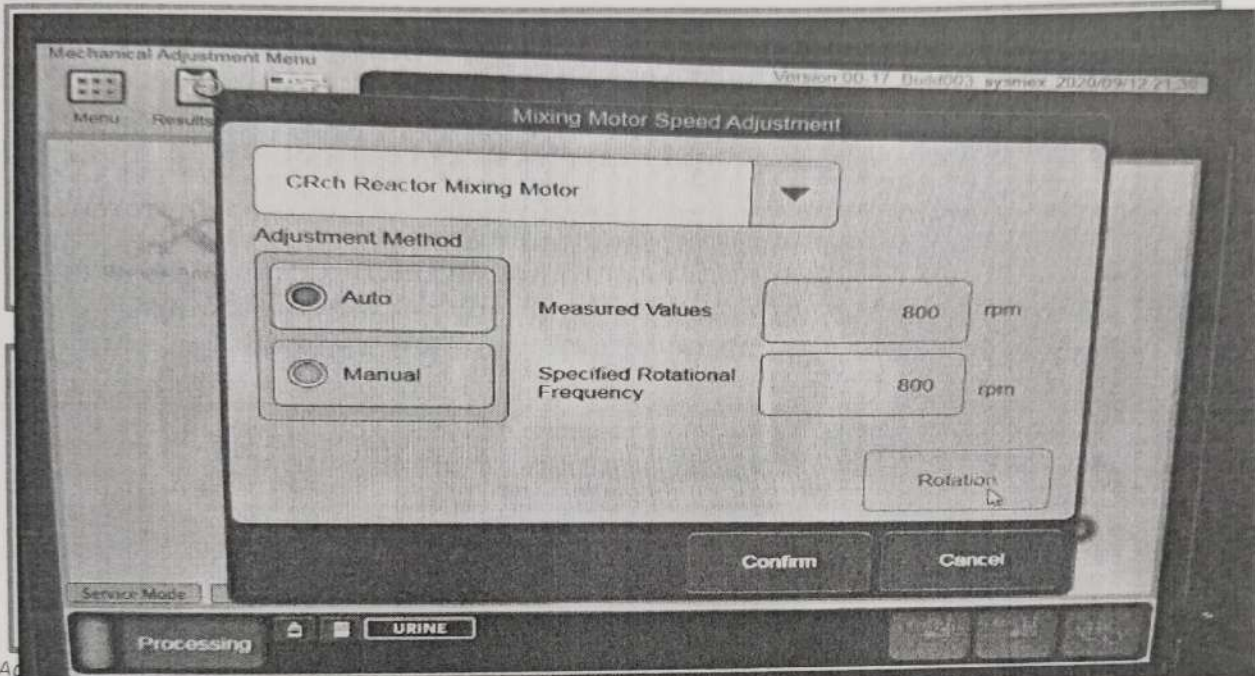 Mechanical Adjustment Menu
Version 00-17 Build003 sysmex 2020/09/12 21:30
Menu Results
Mixing Motor Speed Adjustment
CRch Reactor Mixing Motor
Adjustment Method
Auto
Measured Values 800 rpm
Manual
Specified Rotational
Frequency
800 rpm
Rotation
Confirm Cancel
Service Mode
Processing URINE